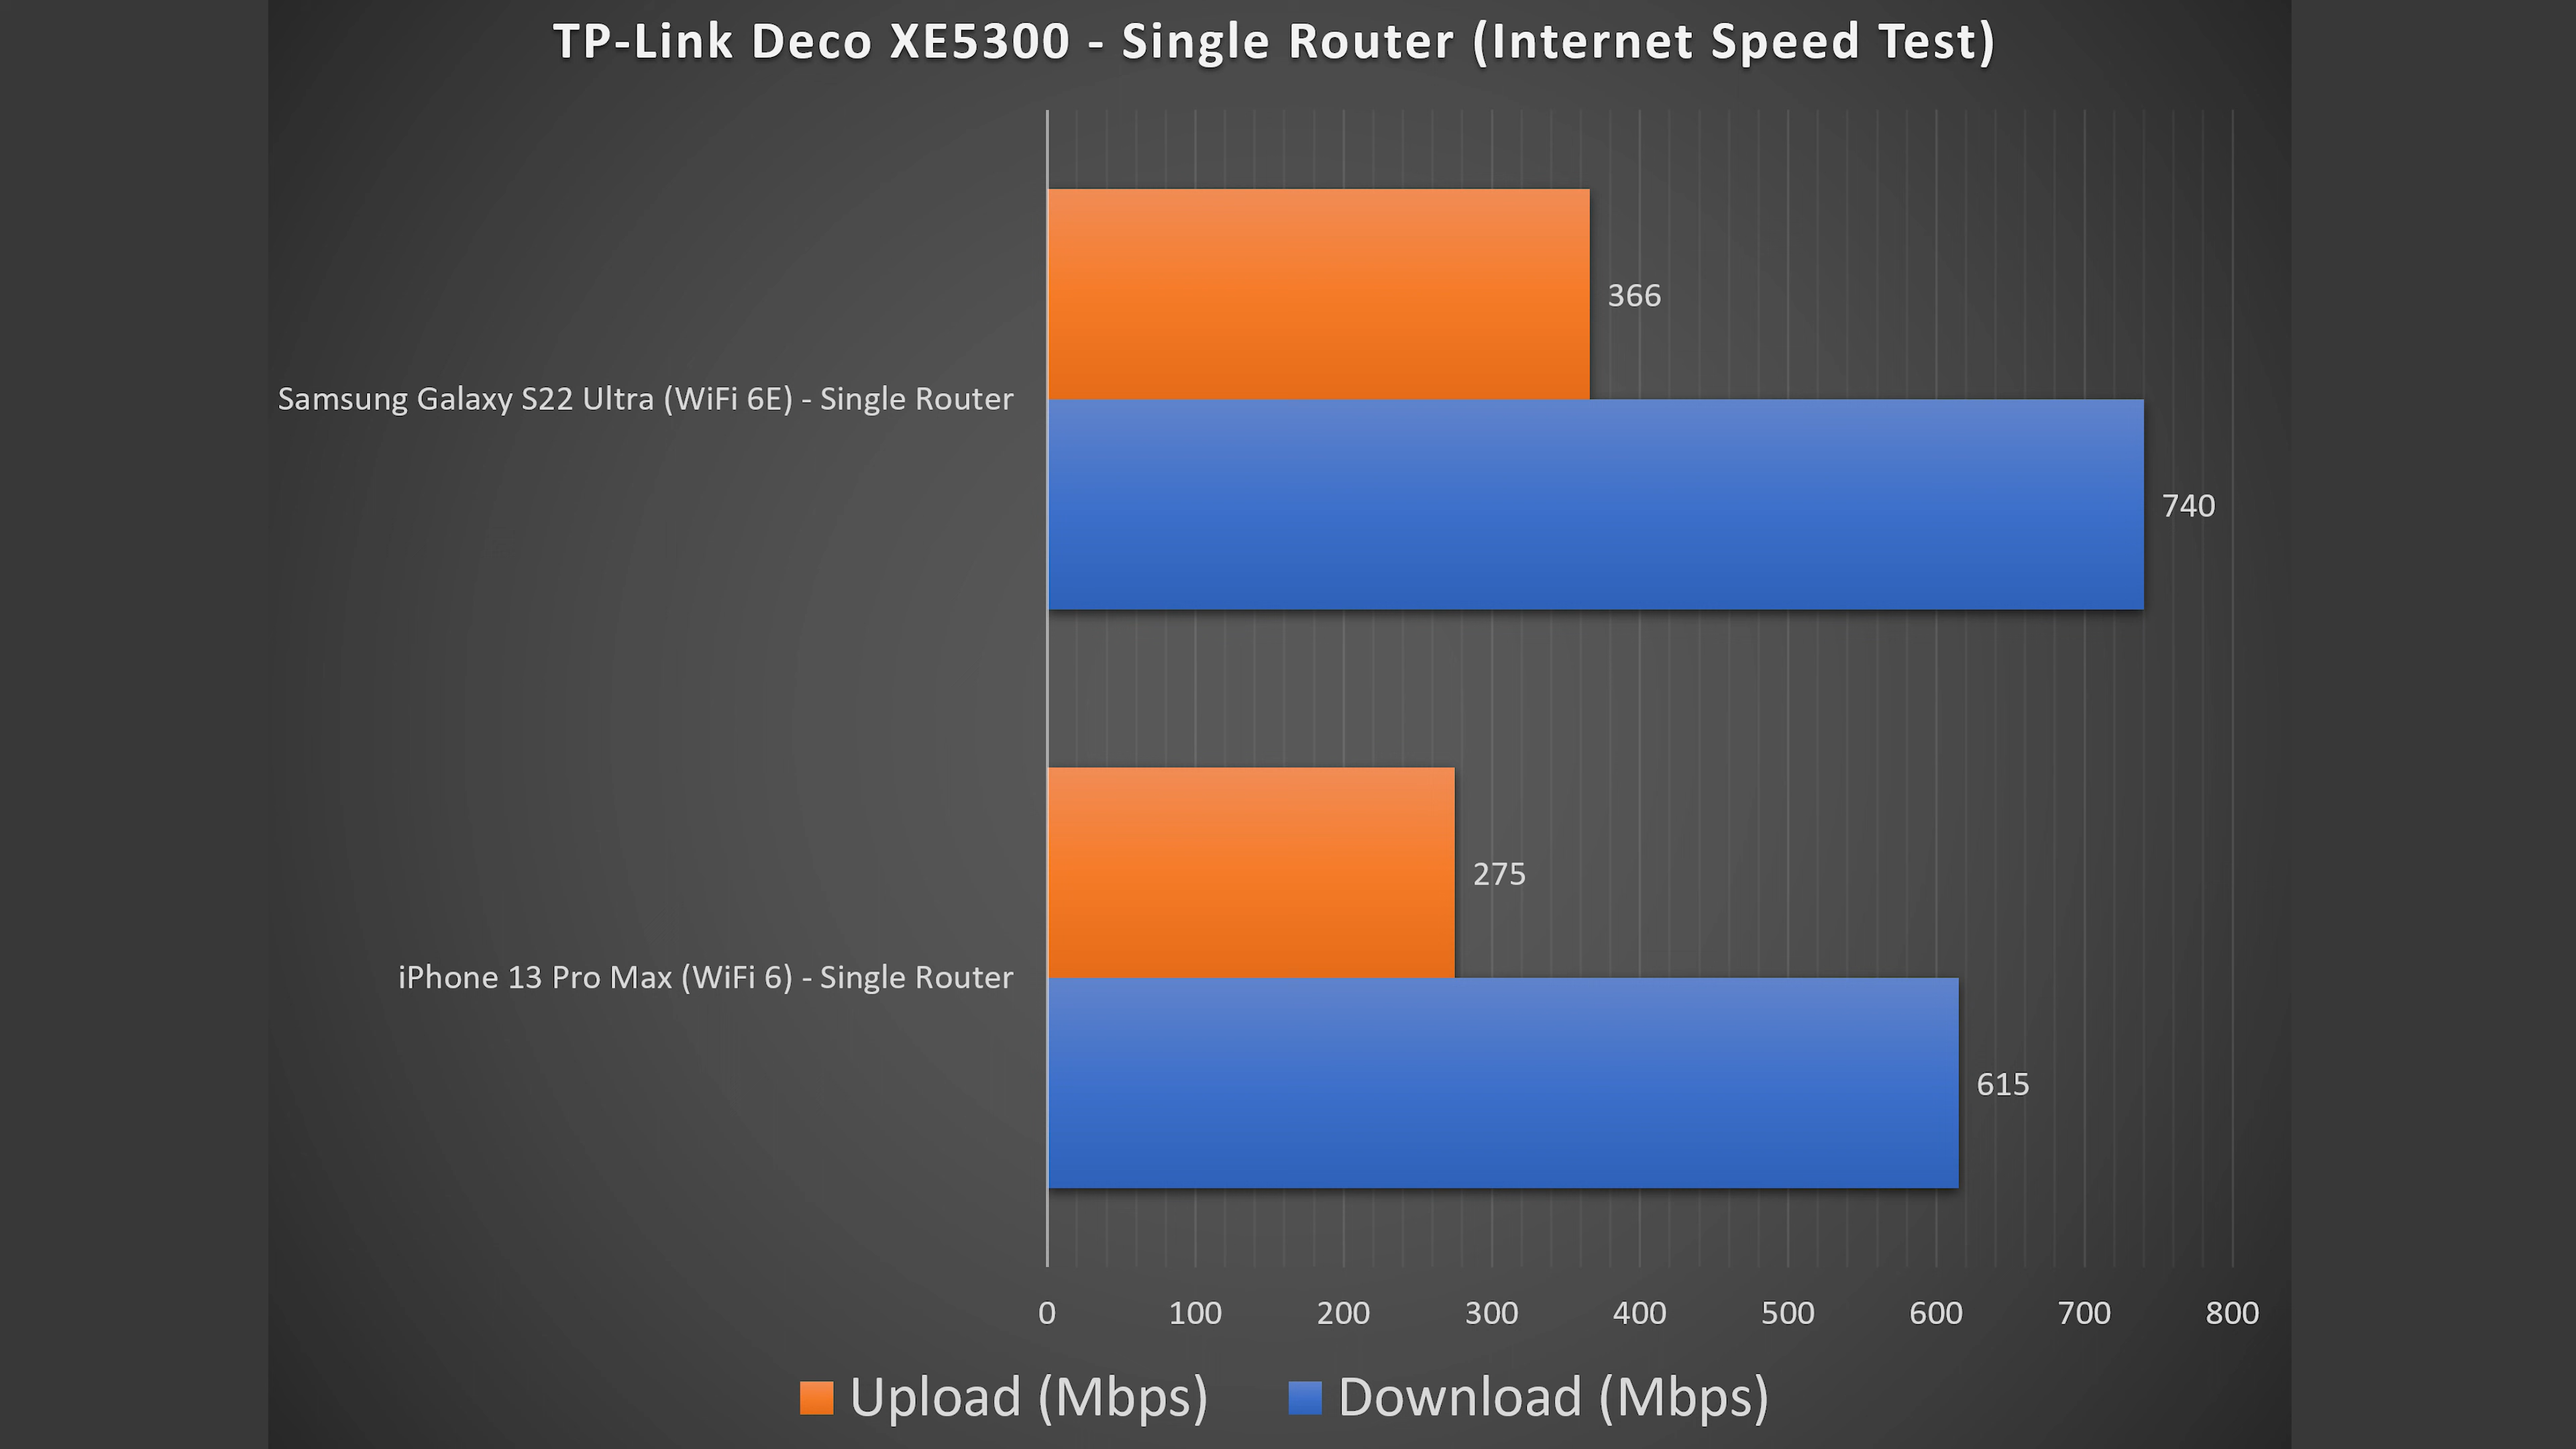 TP-Link Deco XE5300 - Single Router (Internet Speed Test)
366
Samsung Galaxy S22 Ultra (WiFi 6E) - Single Router
740
275
iPhone 13 Pro Max (WiFi 6) - Single Router
615
0 100 200 300 400 500 600 700 800
Upload (Mbps) Download (Mbps)